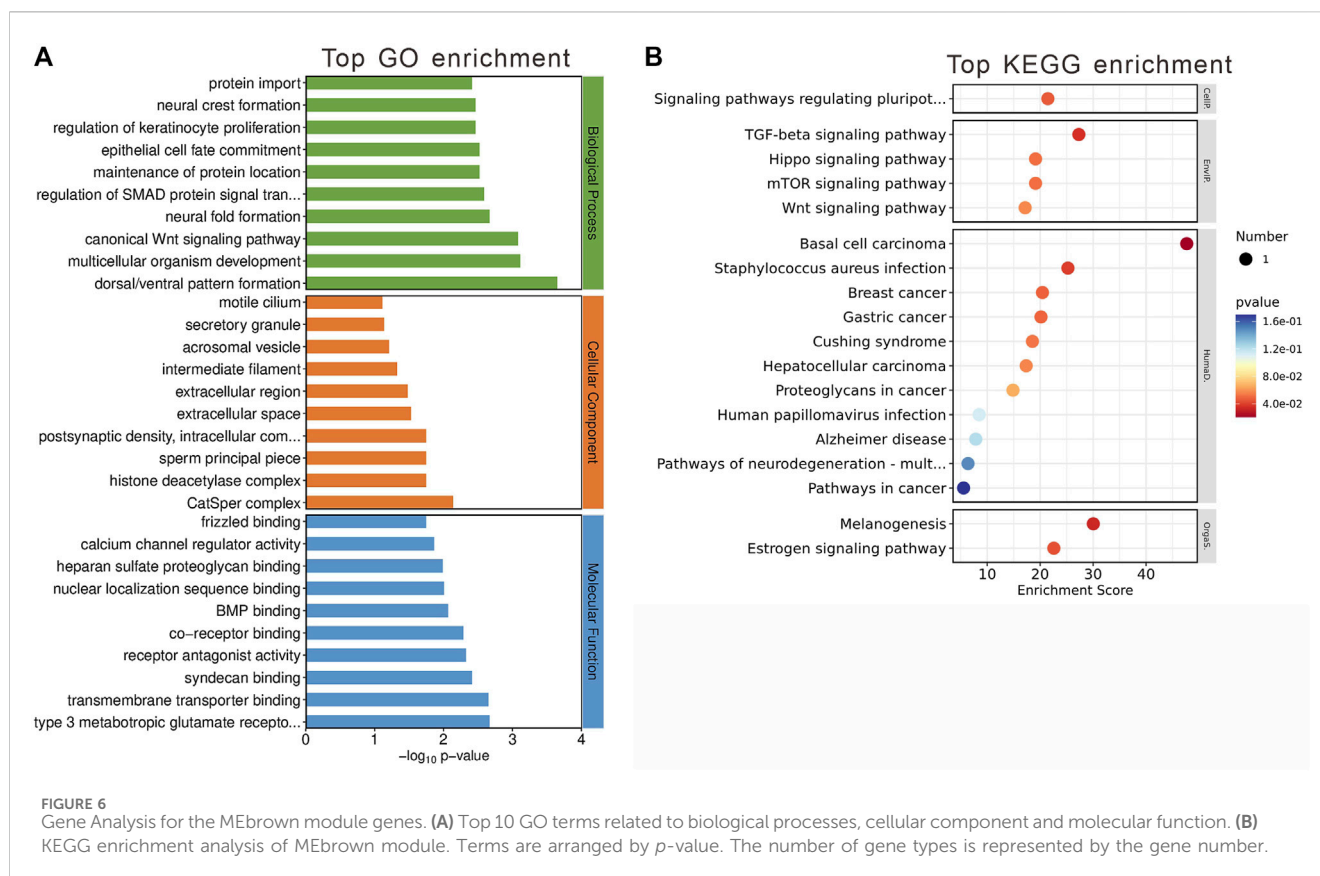 A
Top GO enrichment
protein import
neural crest formation
regulation of keratinocyte proliferation
epithelial cell fate commitment
maintenance of protein location
regulation of SMAD protein signal tran...
neural fold formation
canonical Wnt signaling pathway
multicellular organism development
dorsal/ventral pattern formation
Biological Process
motile cilium
secretory granule
acrosomal vesicle
intermediate filament
extracellular region
extracellular space
postsynaptic density, intracellular com...
sperm principal piece
histone deacetylase complex
CatSper complex
Cellular Component
frizzled binding
calcium channel regulator activity
heparan sulfate proteoglycan binding
nuclear localization sequence binding
BMP binding
co−receptor binding
receptor antagonist activity
syndecan binding
transmembrane transporter binding
type 3 metabotropic glutamate recepto...
Molecular Function
0 1 2 3 4
−log10 p−value
B
Top KEGG enrichment
Signaling pathways regulating pluripot...
CellP.
TGF-beta signaling pathway
Hippo signaling pathway
mTOR signaling pathway
Wnt signaling pathway
EnvIP.
Basal cell carcinoma
Staphylococcus aureus infection
Breast cancer
Gastric cancer
Cushing syndrome
Hepatocellular carcinoma
Proteoglycans in cancer
Human papillomavirus infection
Alzheimer disease
Pathways of neurodegeneration - mult...
Pathways in cancer
HumaD.
Melanogenesis
Estrogen signaling pathway
OrgaS.
10 20 30 40
Enrichment Score
Number
1
pvalue
1.6e-01
1.2e-01
8.0e-02
4.0e-02
FIGURE 6
Gene Analysis for the MEbrown module genes. (A) Top 10 GO terms related to biological processes, cellular component and molecular function. (B)
KEGG enrichment analysis of MEbrown module. Terms are arranged by p-value. The number of gene types is represented by the gene number.